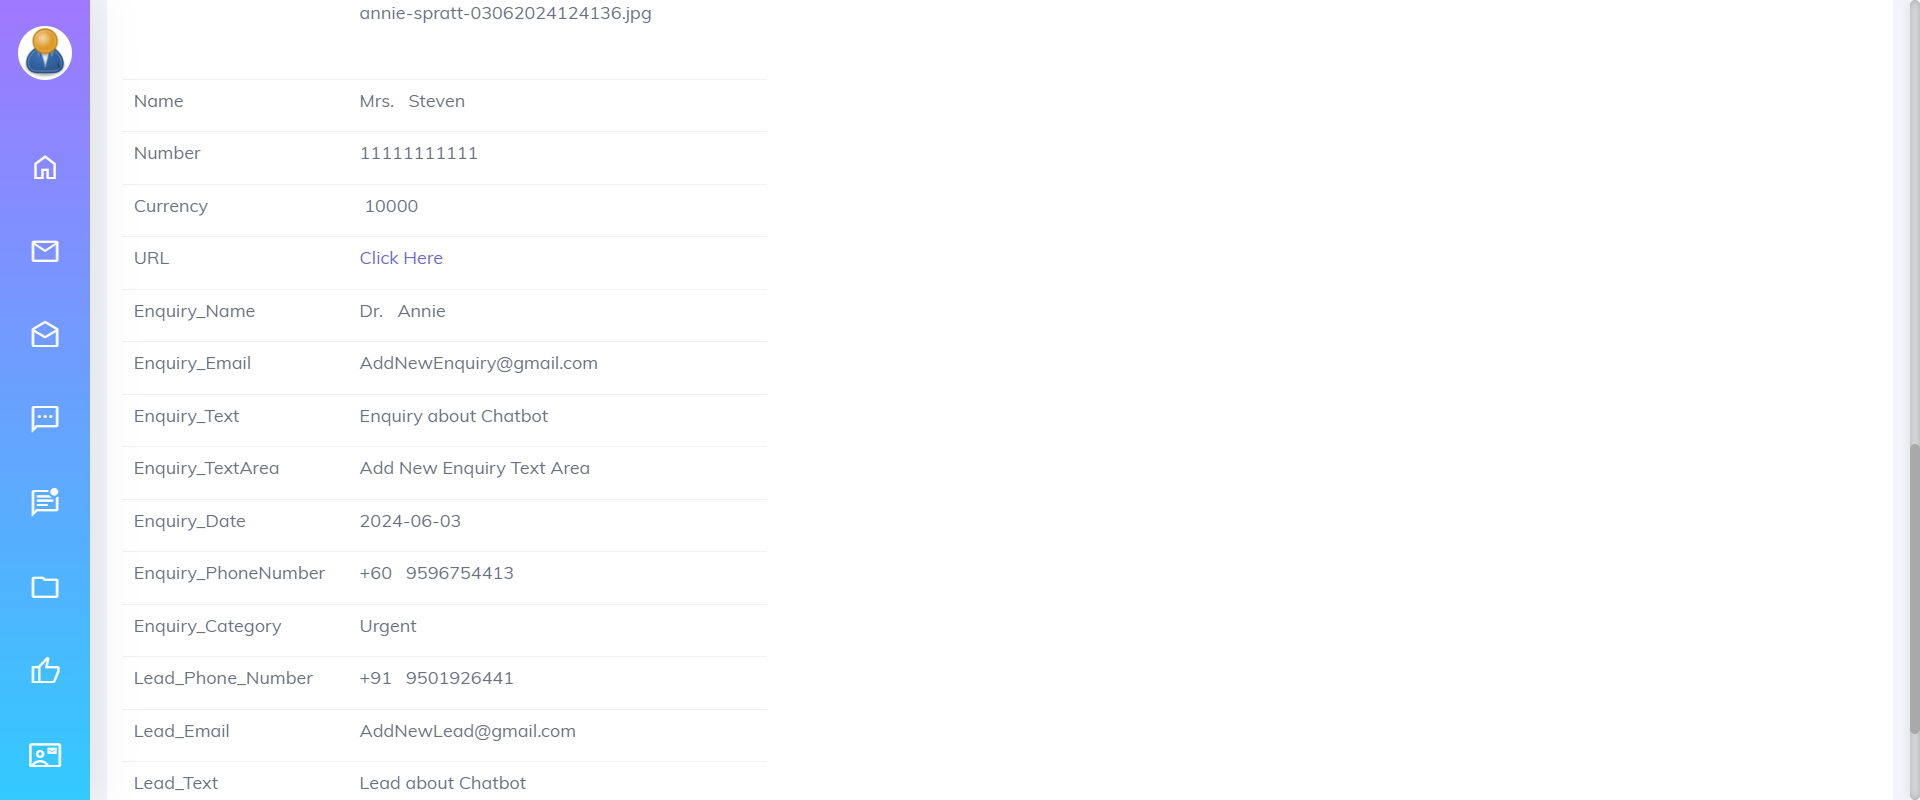 annie-spratt-03062024124136.jpg
Name Mrs. Steven
Number 11111111111
Currency 10000
URL Click Here
Enquiry_Name Dr. Annie
Enquiry_Email AddNewEnquiry@gmail.com
Enquiry_Text Enquiry about Chatbot
Enquiry_TextArea Add New Enquiry Text Area
Enquiry_Date 2024-06-03
Enquiry_PhoneNumber +60 9596754413
Enquiry_Category Urgent
Lead_Phone_Number +91 9501926441
Lead_Email AddNewLead@gmail.com
Lead_Text Lead about Chatbot